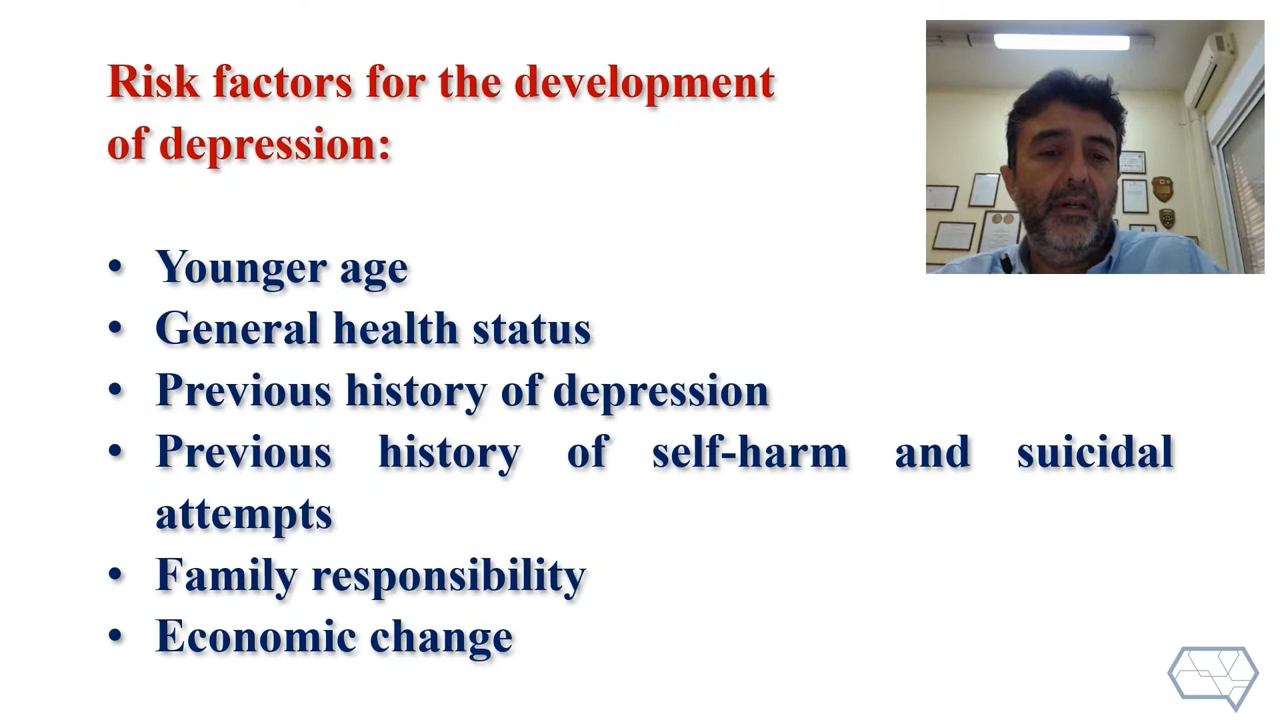 Risk factors for the development
of depression:
• Younger age
• General health status
• Previous history of depression
• Previous history of self-harm and suicidal
attempts
• Family responsibility
• Economic change